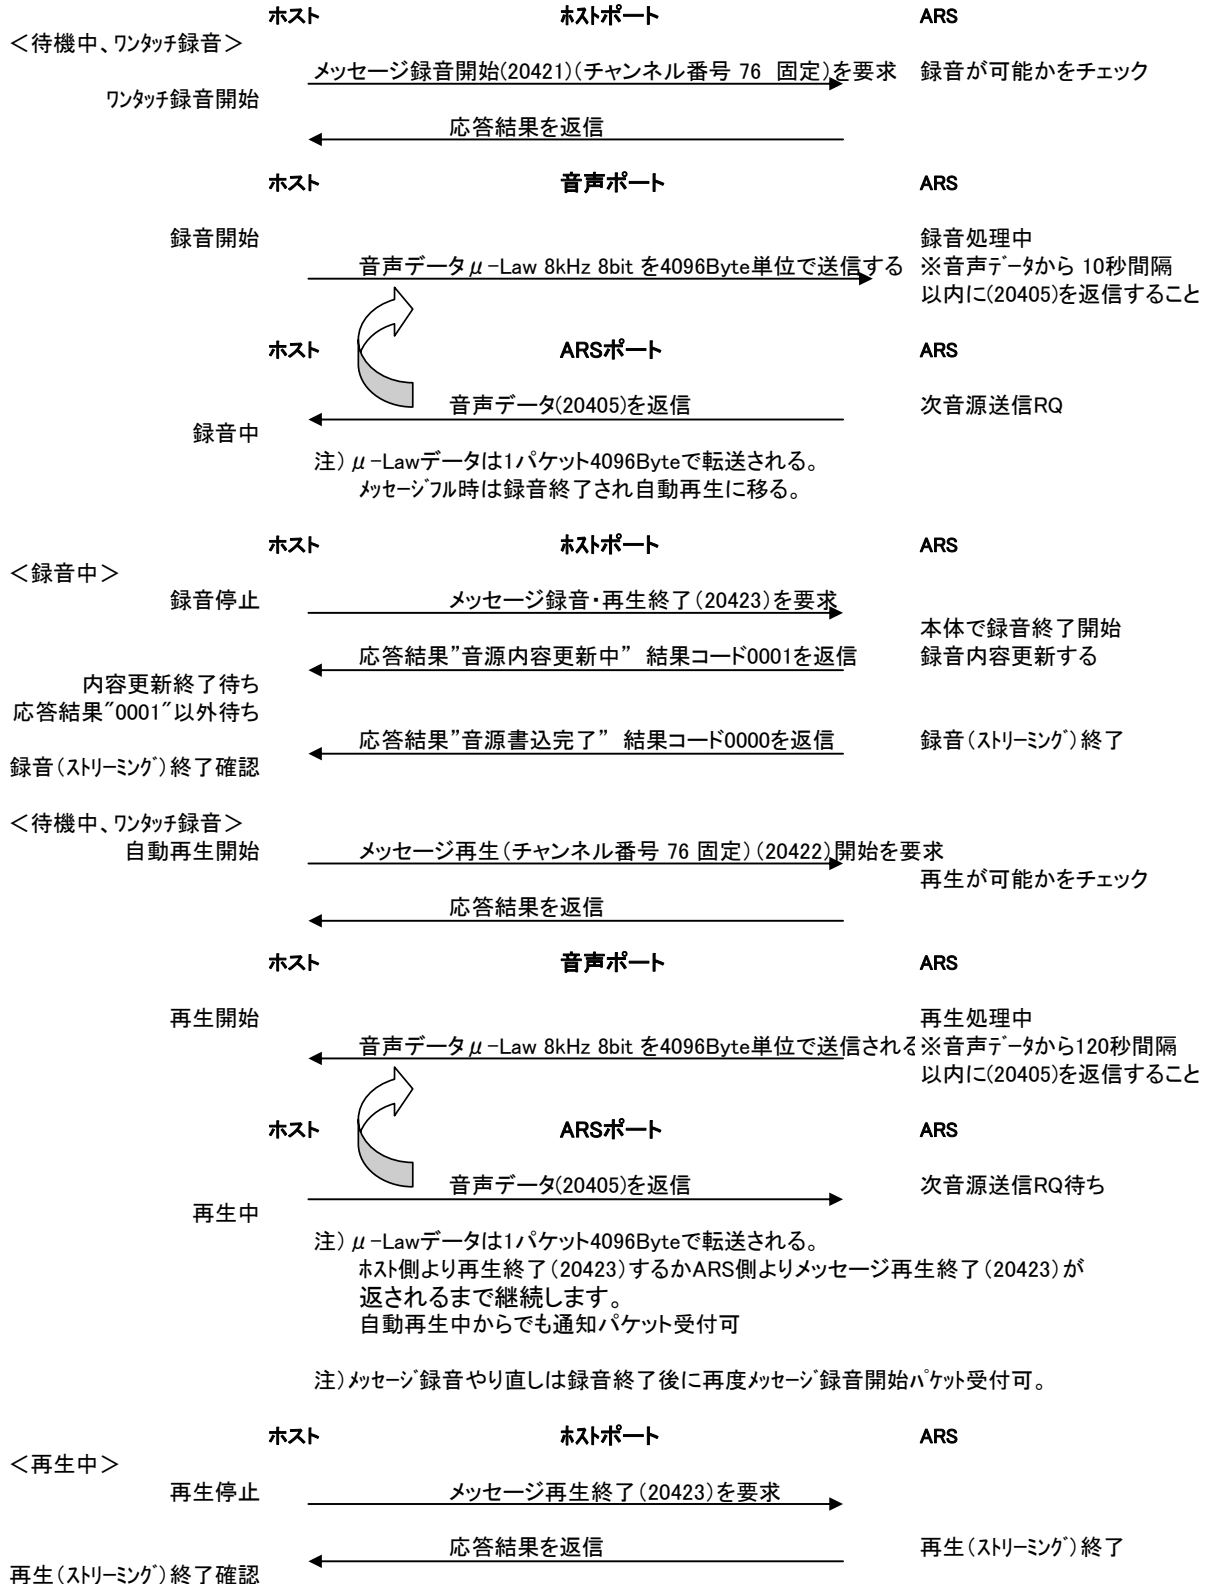 ホスト ホストポート ARS
＜待機中、ﾜﾝﾀｯﾁ録音＞
メッセージ録音開始(20421)(チャンネル番号 76 固定)を要求 録音が可能かをチェック
ﾜﾝﾀｯﾁ録音開始
応答結果を返信
ホスト 音声ポート ARS
録音開始 録音処理中
音声データμ-Law 8kHz 8bit を4096Byte単位で送信する ※音声ﾃﾞｰﾀから 10秒間隔
以内に(20405)を返信すること
ホスト ARSポート ARS
音声データ(20405)を返信 次音源送信RQ
録音中
注）μ-Lawデータは1パケット4096Byteで転送される。
ﾒｯｾｰｼﾞﾌﾙ時は録音終了され自動再生に移る。
ホスト ホストポート ARS
＜録音中＞
録音停止 メッセージ録音・再生終了（20423）を要求
本体で録音終了開始
応答結果”音源内容更新中” 結果コード0001を返信 録音内容更新する
内容更新終了待ち
応答結果”0001”以外待ち
応答結果”音源書込完了” 結果コード0000を返信 録音（ｽﾄﾘｰﾐﾝｸﾞ）終了
録音（ｽﾄﾘｰﾐﾝｸﾞ）終了確認
＜待機中、ﾜﾝﾀｯﾁ録音＞
自動再生開始 メッセージ再生（チャンネル番号 76 固定）（20422）開始を要求
再生が可能かをチェック
応答結果を返信
ホスト 音声ポート ARS
再生開始 再生処理中
音声データμ-Law 8kHz 8bit を4096Byte単位で送信される ※音声ﾃﾞｰﾀから120秒間隔
以内に(20405)を返信すること
ホスト ARSポート ARS
音声データ(20405)を返信 次音源送信RQ待ち
再生中
注）μ-Lawデータは1パケット4096Byteで転送される。
ﾎｽﾄ側より再生終了（20423）するかARS側よりメッセージ再生終了（20423）が
返されるまで継続します。
自動再生中からでも通知パケット受付可
注）ﾒｯｾｰｼﾞ録音やり直しは録音終了後に再度ﾒｯｾｰｼﾞ録音開始ﾊﾟｹｯﾄ受付可。
ホスト ホストポート ARS
＜再生中＞
再生停止 メッセージ再生終了（20423）を要求
応答結果を返信 再生（ｽﾄﾘｰﾐﾝｸﾞ）終了
再生（ｽﾄﾘｰﾐﾝｸﾞ）終了確認